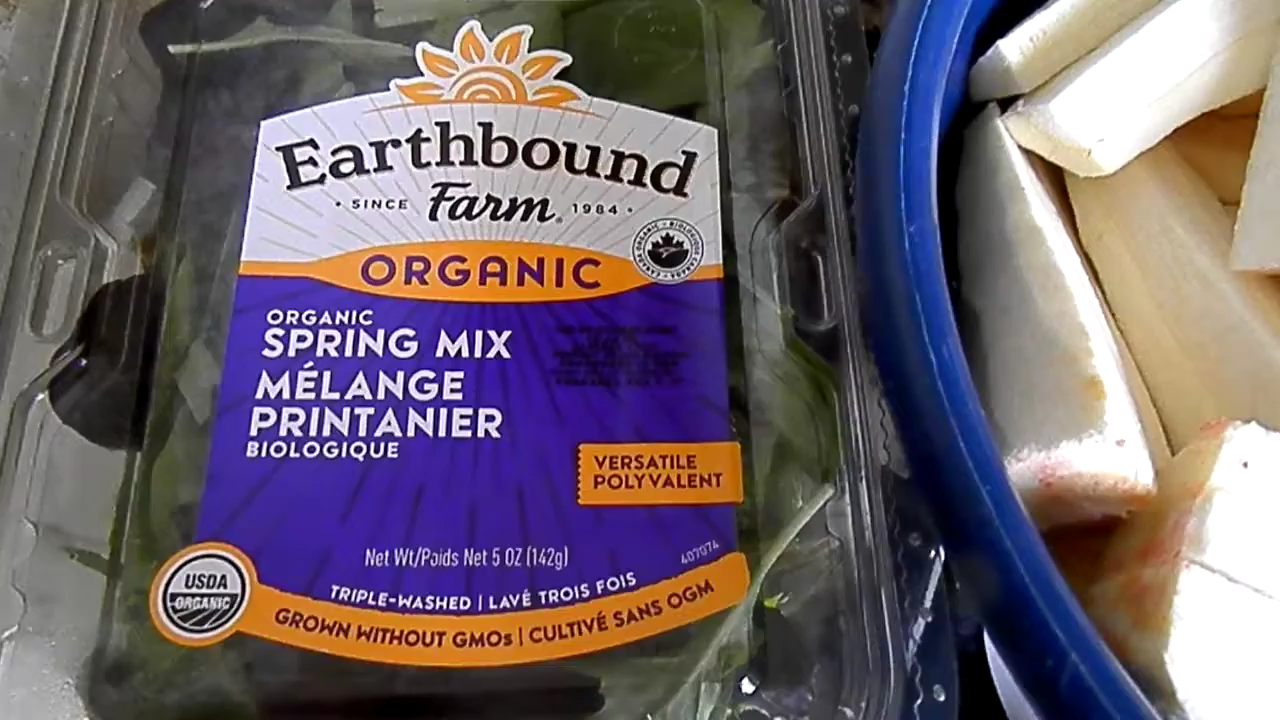 Earthbound
• SINCE Farm® 1984 •
ORGANIC
ORGANIC
SPRING MIX
MÉLANGE
PRINTANIER
BIOLOGIQUE
VERSATILE
POLYVALENT
Net Wt/Poids Net 5 OZ (142g)
407074
TRIPLE-WASHED | LAVÉ TROIS FOIS
USDA
ORGANIC
GROWN WITHOUT GMOs | CULTIVÉ SANS OGM